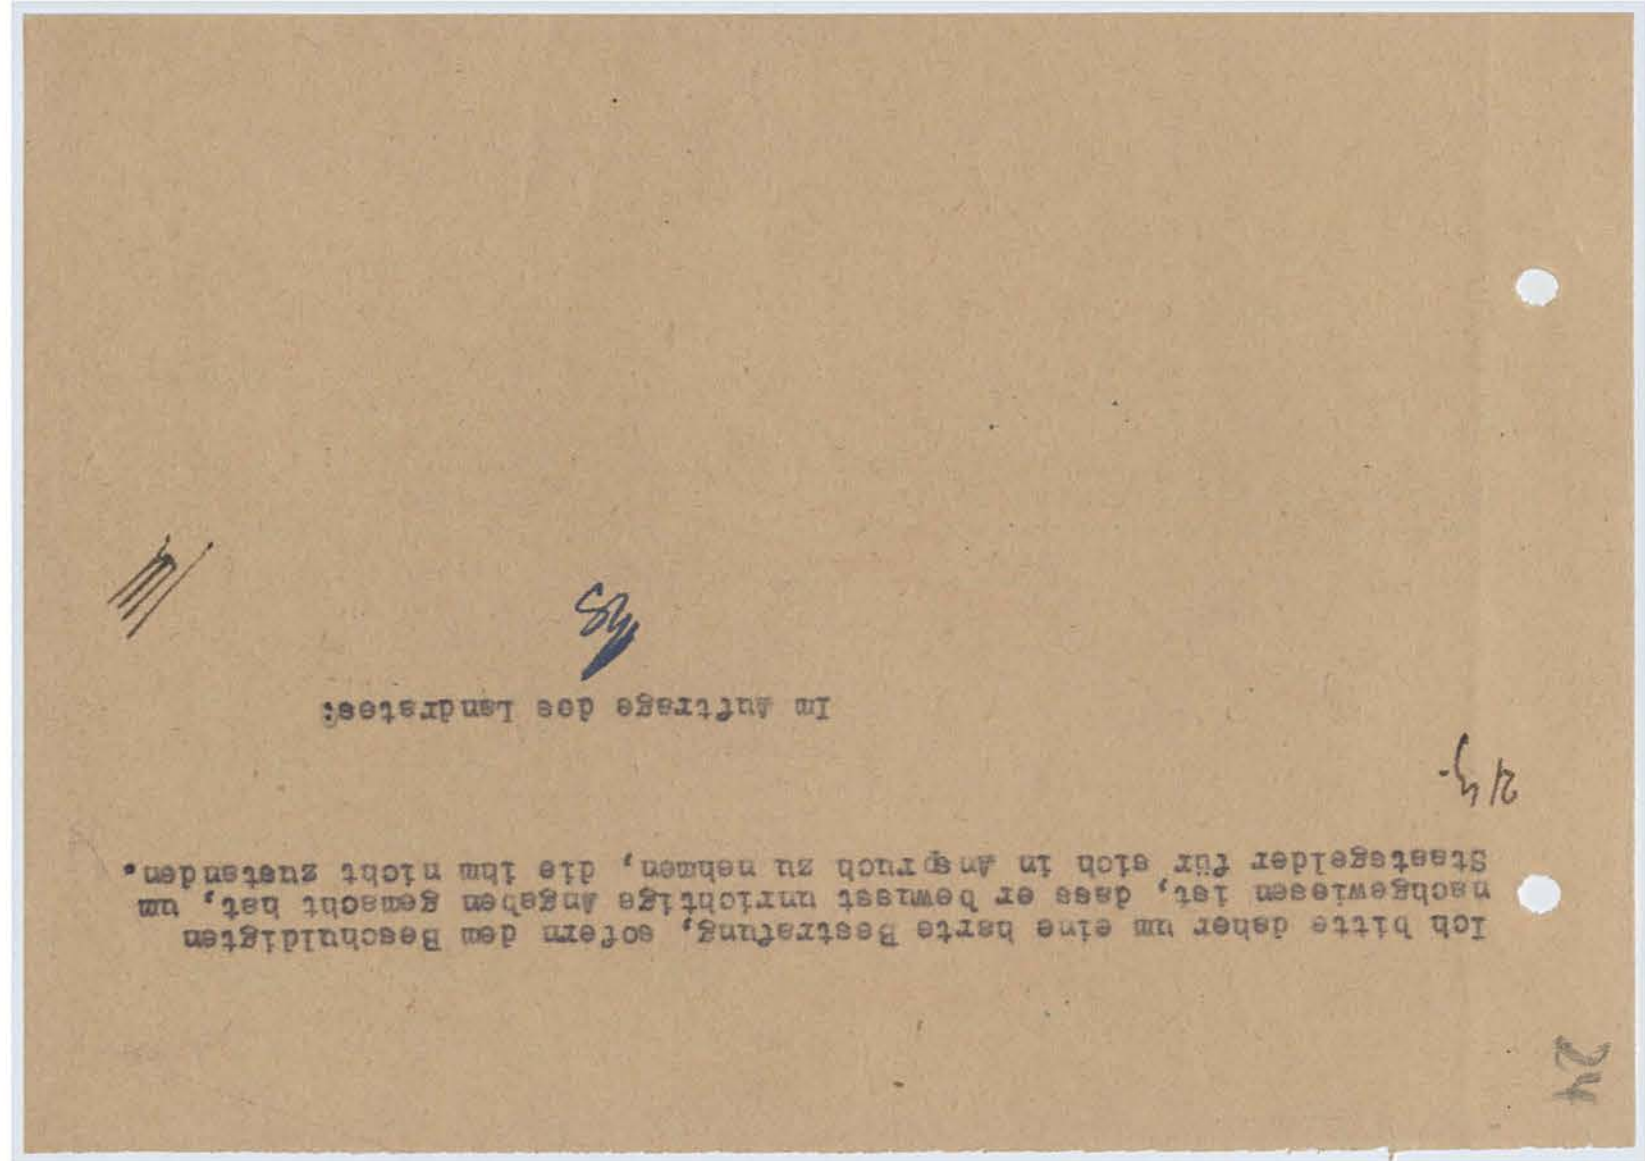 24
Ich bitte daher um eine harte Bestrafung, sofern dem Beschuldigten
nachgewiesen ist, dass er bewusst unrichtige Angaben gemacht hat, um
Staatsgelder für sich in Anspruch zu nehmen, die ihm nicht zustanden.
Im Auftrage des Landrates: